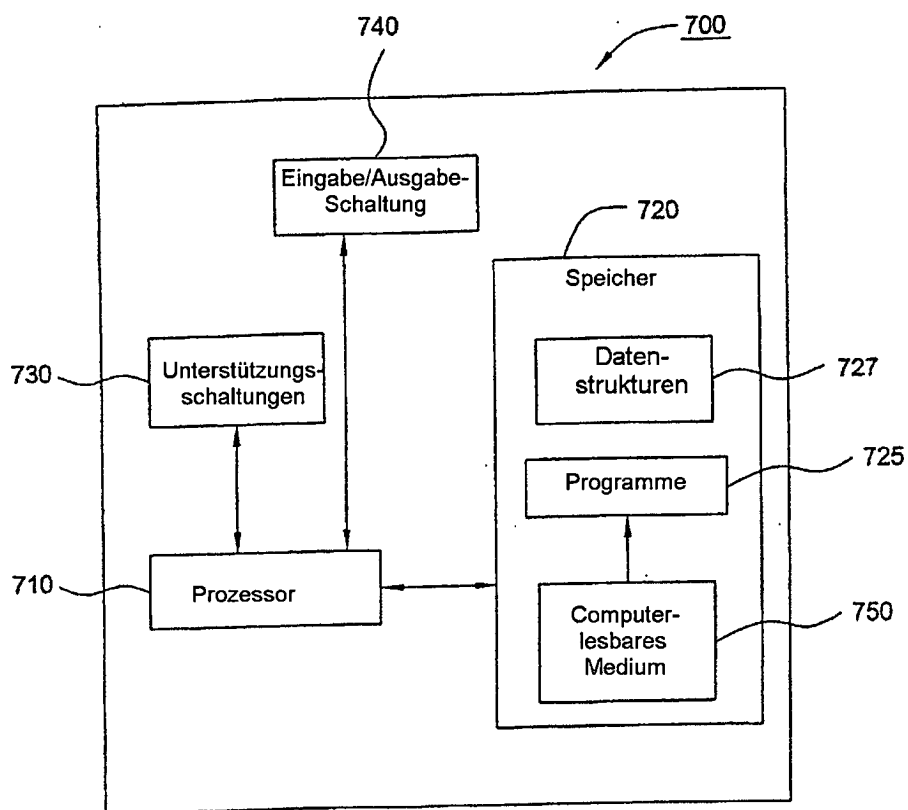 740
700
Eingabe/Ausgabe-
Schaltung
720
Speicher
730
Unterstützungs-
schaltungen
Daten-
strukturen
727
Programme
725
710
Prozessor
Computer-
lesbares
Medium
750